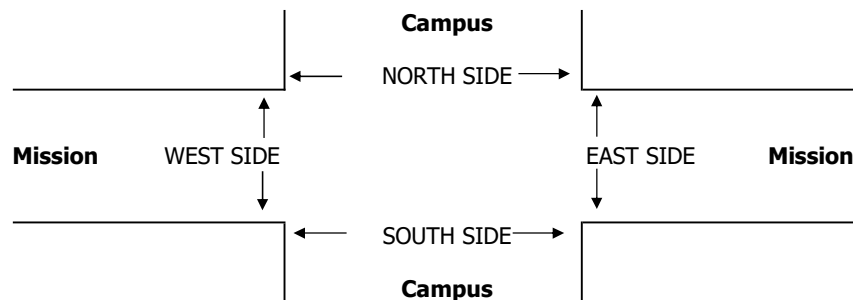 Campus
NORTH SIDE
Mission WEST SIDE EAST SIDE Mission
SOUTH SIDE
Campus